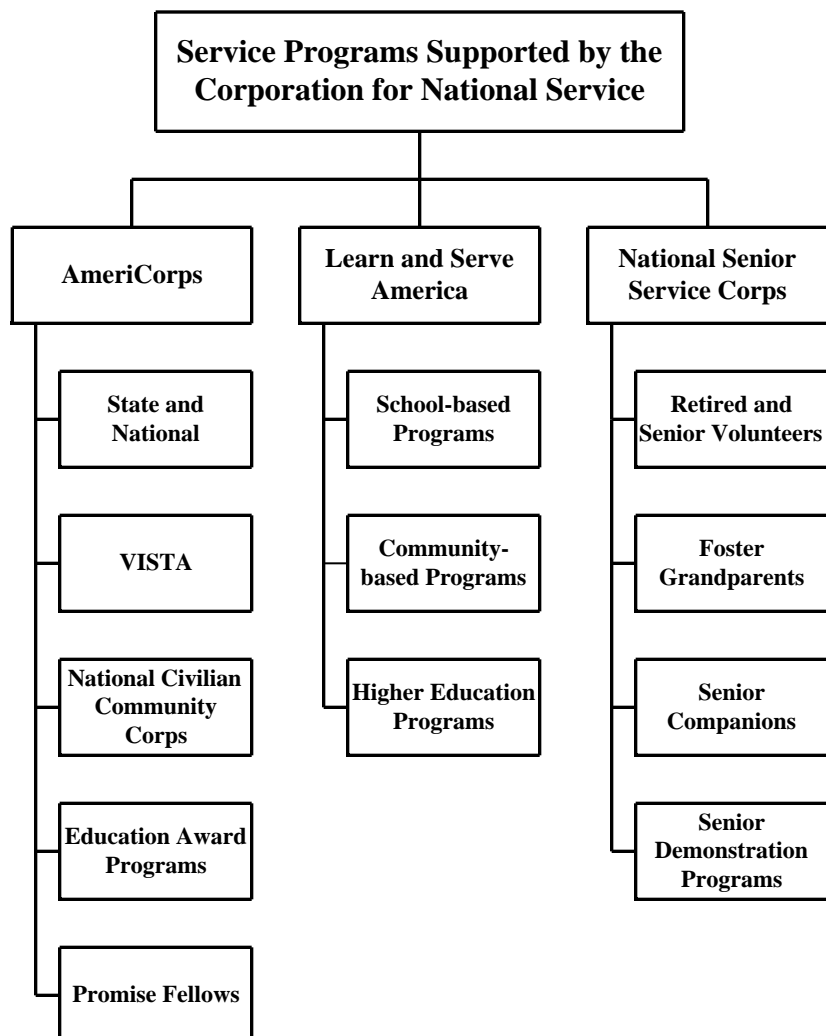 Service Programs Supported by the
Corporation for National Service
AmeriCorps
Learn and Serve
America
National Senior
Service Corps
State and
National
School-based
Programs
Retired and
Senior Volunteers
VISTA
Community-
based Programs
Foster
Grandparents
National Civilian
Community
Corps
Higher Education
Programs
Senior
Companions
Education Award
Programs
Senior
Demonstration
Programs
Promise Fellows